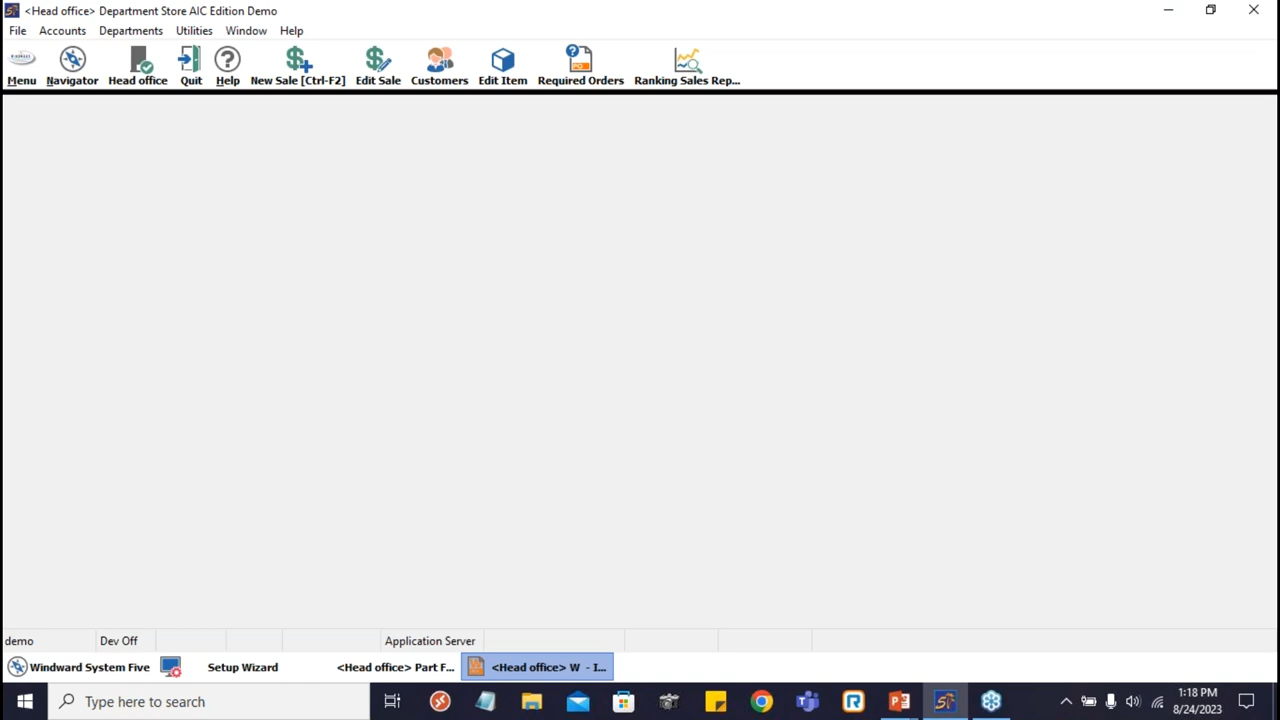 <Head office> Department Store AIC Edition Demo
File Accounts Departments Utilities Window Help
Menu Navigator Head office Quit Help New Sale [Ctrl-F2] Edit Sale Customers Edit Item Required Orders Ranking Sales Rep...
demo Dev Off Application Server
Windward System Five Setup Wizard <Head office> Part F... <Head office> W - I...
Type here to search
1:18 PM
8/24/2023